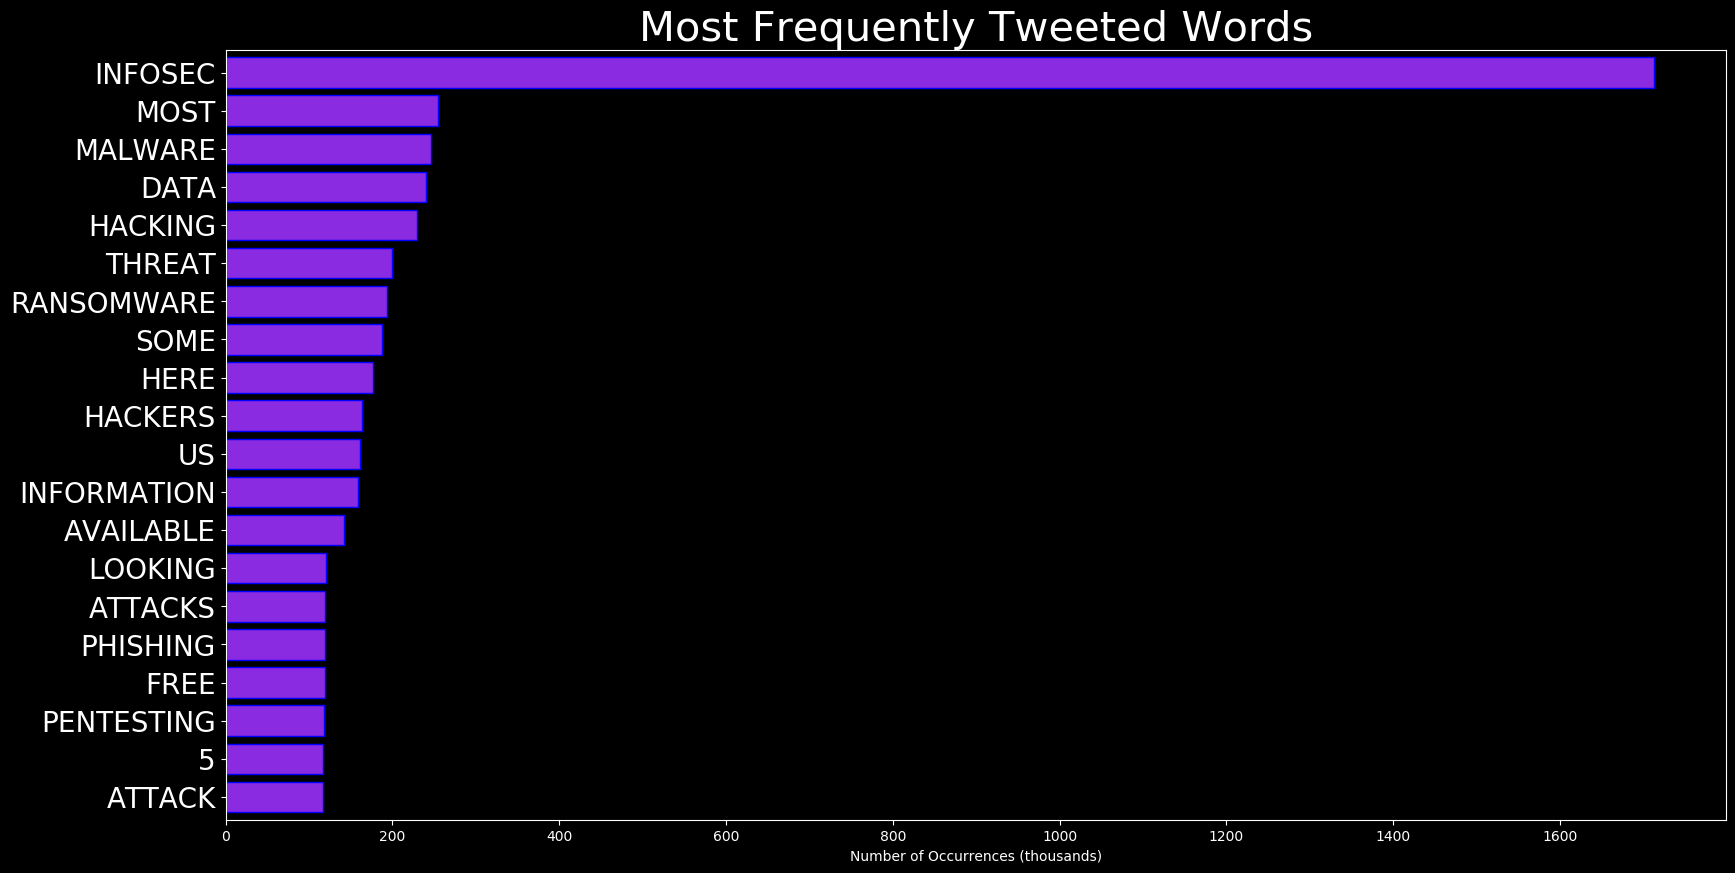 Most Frequently Tweeted Words
INFOSEC
MOST
MALWARE
DATA
HACKING
THREAT
RANSOMWARE
SOME
HERE
HACKERS
US
INFORMATION
AVAILABLE
LOOKING
ATTACKS
PHISHING
FREE
PENTESTING
5
ATTACK
0 200 400 600 800 1000 1200 1400 1600
Number of Occurrences (thousands)